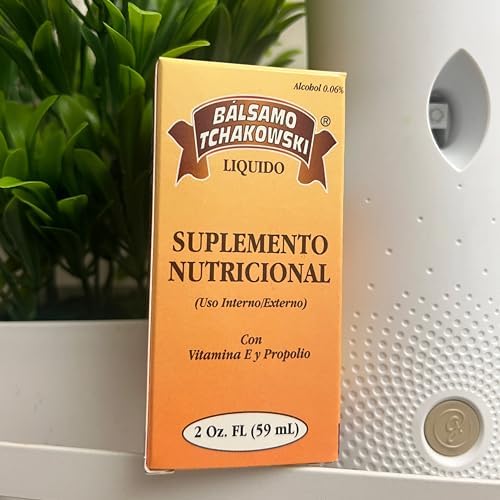 Alcohol 0.06%
BÁLSAMO
TCHAKOWSKI ®
LIQUIDO
SUPLEMENTO
NUTRICIONAL
(Uso Interno/Externo)
Con
Vitamina E y Propolio
2 Oz. FL (59 mL)